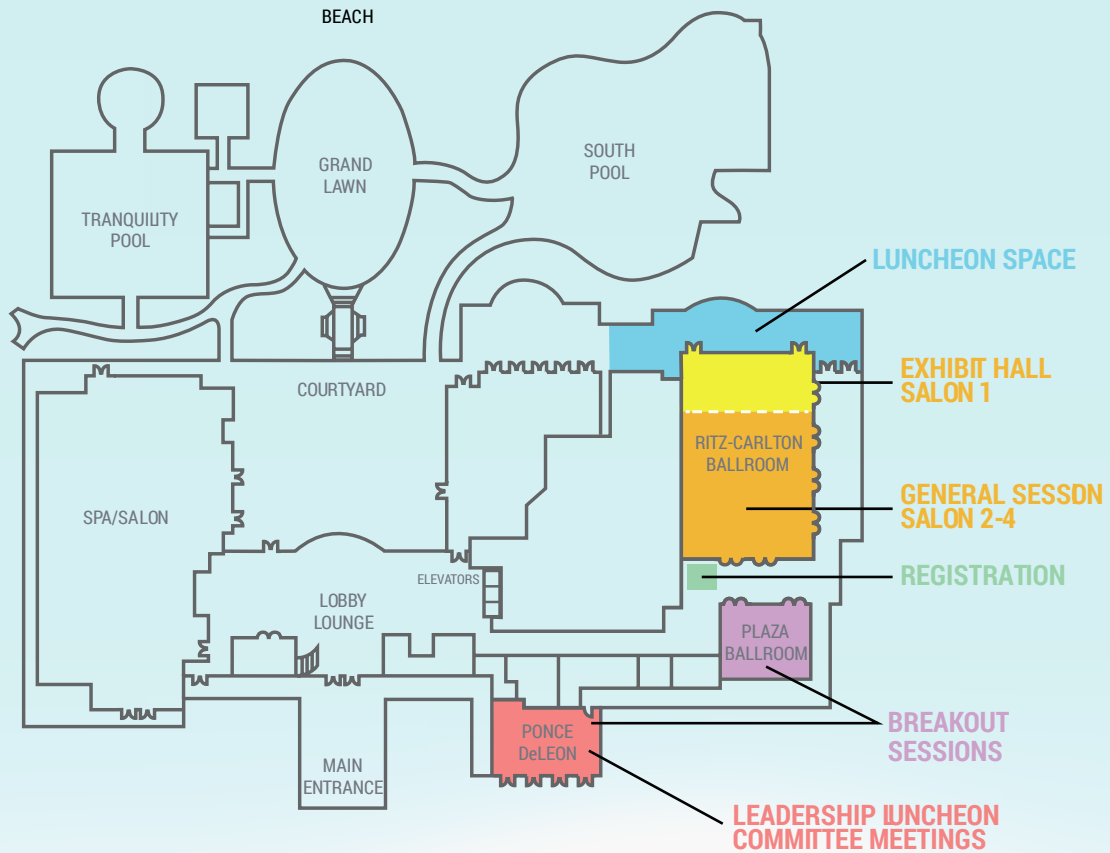 BEACH
GRAND
LAWN
SOUTH
POOL
TRANQUILITY
POOL
LUNCHEON SPACE
EXHIBIT HALL
SALON 1
COURTYARD
RITZ-CARLTON
BALLROOM
GENERAL SESSION
SALON 2-4
SPA/SALON
ELEVATORS
REGISTRATION
LOBBY
LOUNGE
PLAZA
BALLROOM
BREAKOUT
SESSIONS
PONCE
DeLEON
MAIN
ENTRANCE
LEADERSHIP LUNCHEON
COMMITTEE MEETINGS